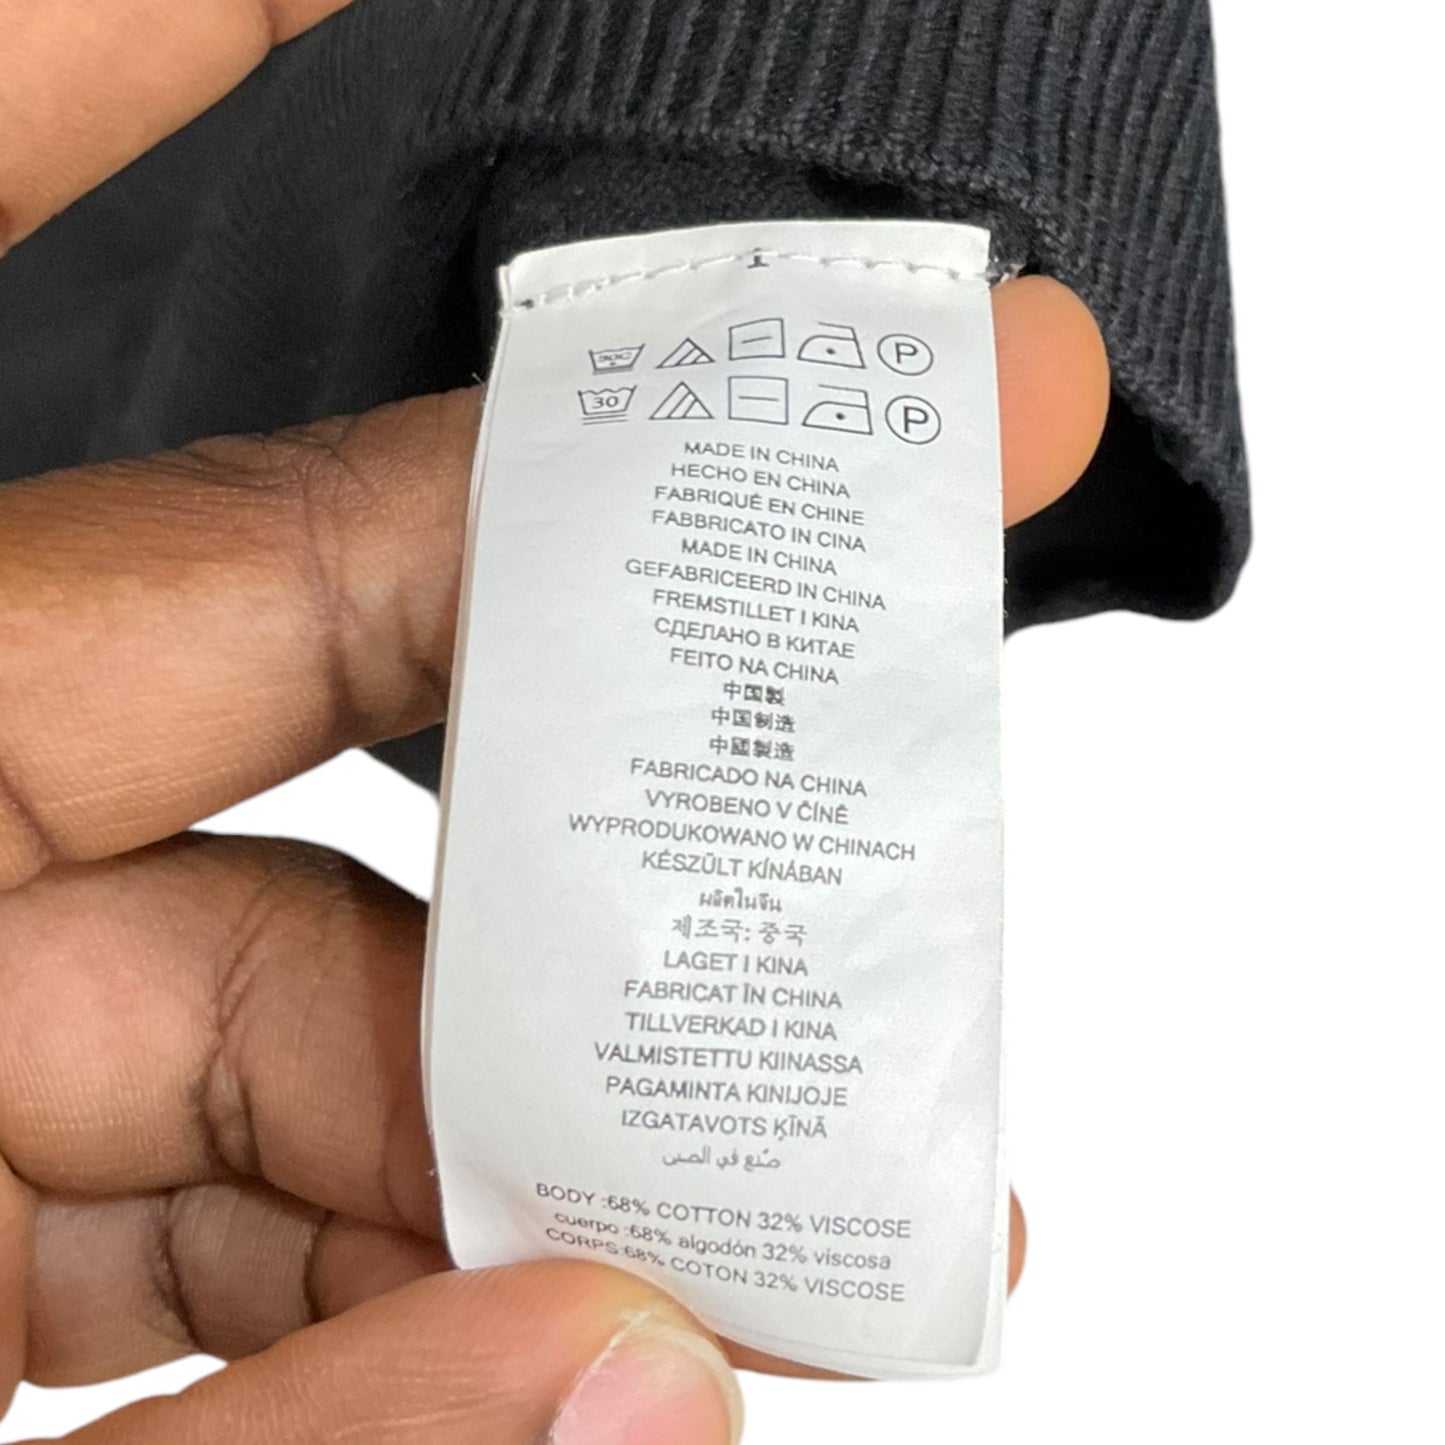 1
30C P
30 P
MADE IN CHINA
HECHO EN CHINA
FABRIQUÉ EN CHINE
FABBRICATO IN CINA
MADE IN CHINA
GEFABRICEERD IN CHINA
FREMSTILLET I KINA
СДЕЛАНО В КИТАЕ
FEITO NA CHINA
中国製
中国制造
中國製造
FABRICADO NA CHINA
VYROBENO V ČÍNĚ
WYPRODUKOWANO W CHINACH
KÉSZÜLT KÍNÁBAN
ผลิตในจีน
제조국: 중국
LAGET I KINA
FABRICAT ÎN CHINA
TILLVERKAD I KINA
VALMISTETTU KIINASSA
PAGAMINTA KINIJOJE
IZGATAVOTS ĶĪNĀ
صُنع في الصين
BODY :68% COTTON 32% VISCOSE
cuerpo :68% algodón 32% viscosa
CORPS:68% COTON 32% VISCOSE